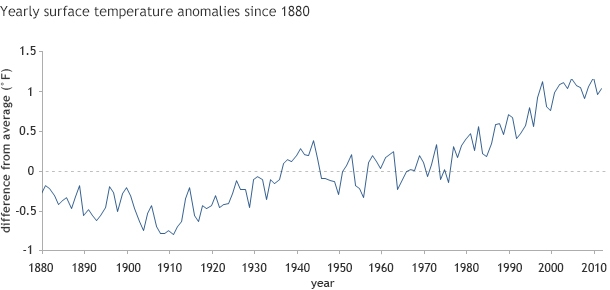 Yearly surface temperature anomalies since 1880
difference from average (°F)
1.5
1
0.5
0
-0.5
-1
1880 1890 1900 1910 1920 1930 1940 1950 1960 1970 1980 1990 2000 2010
year